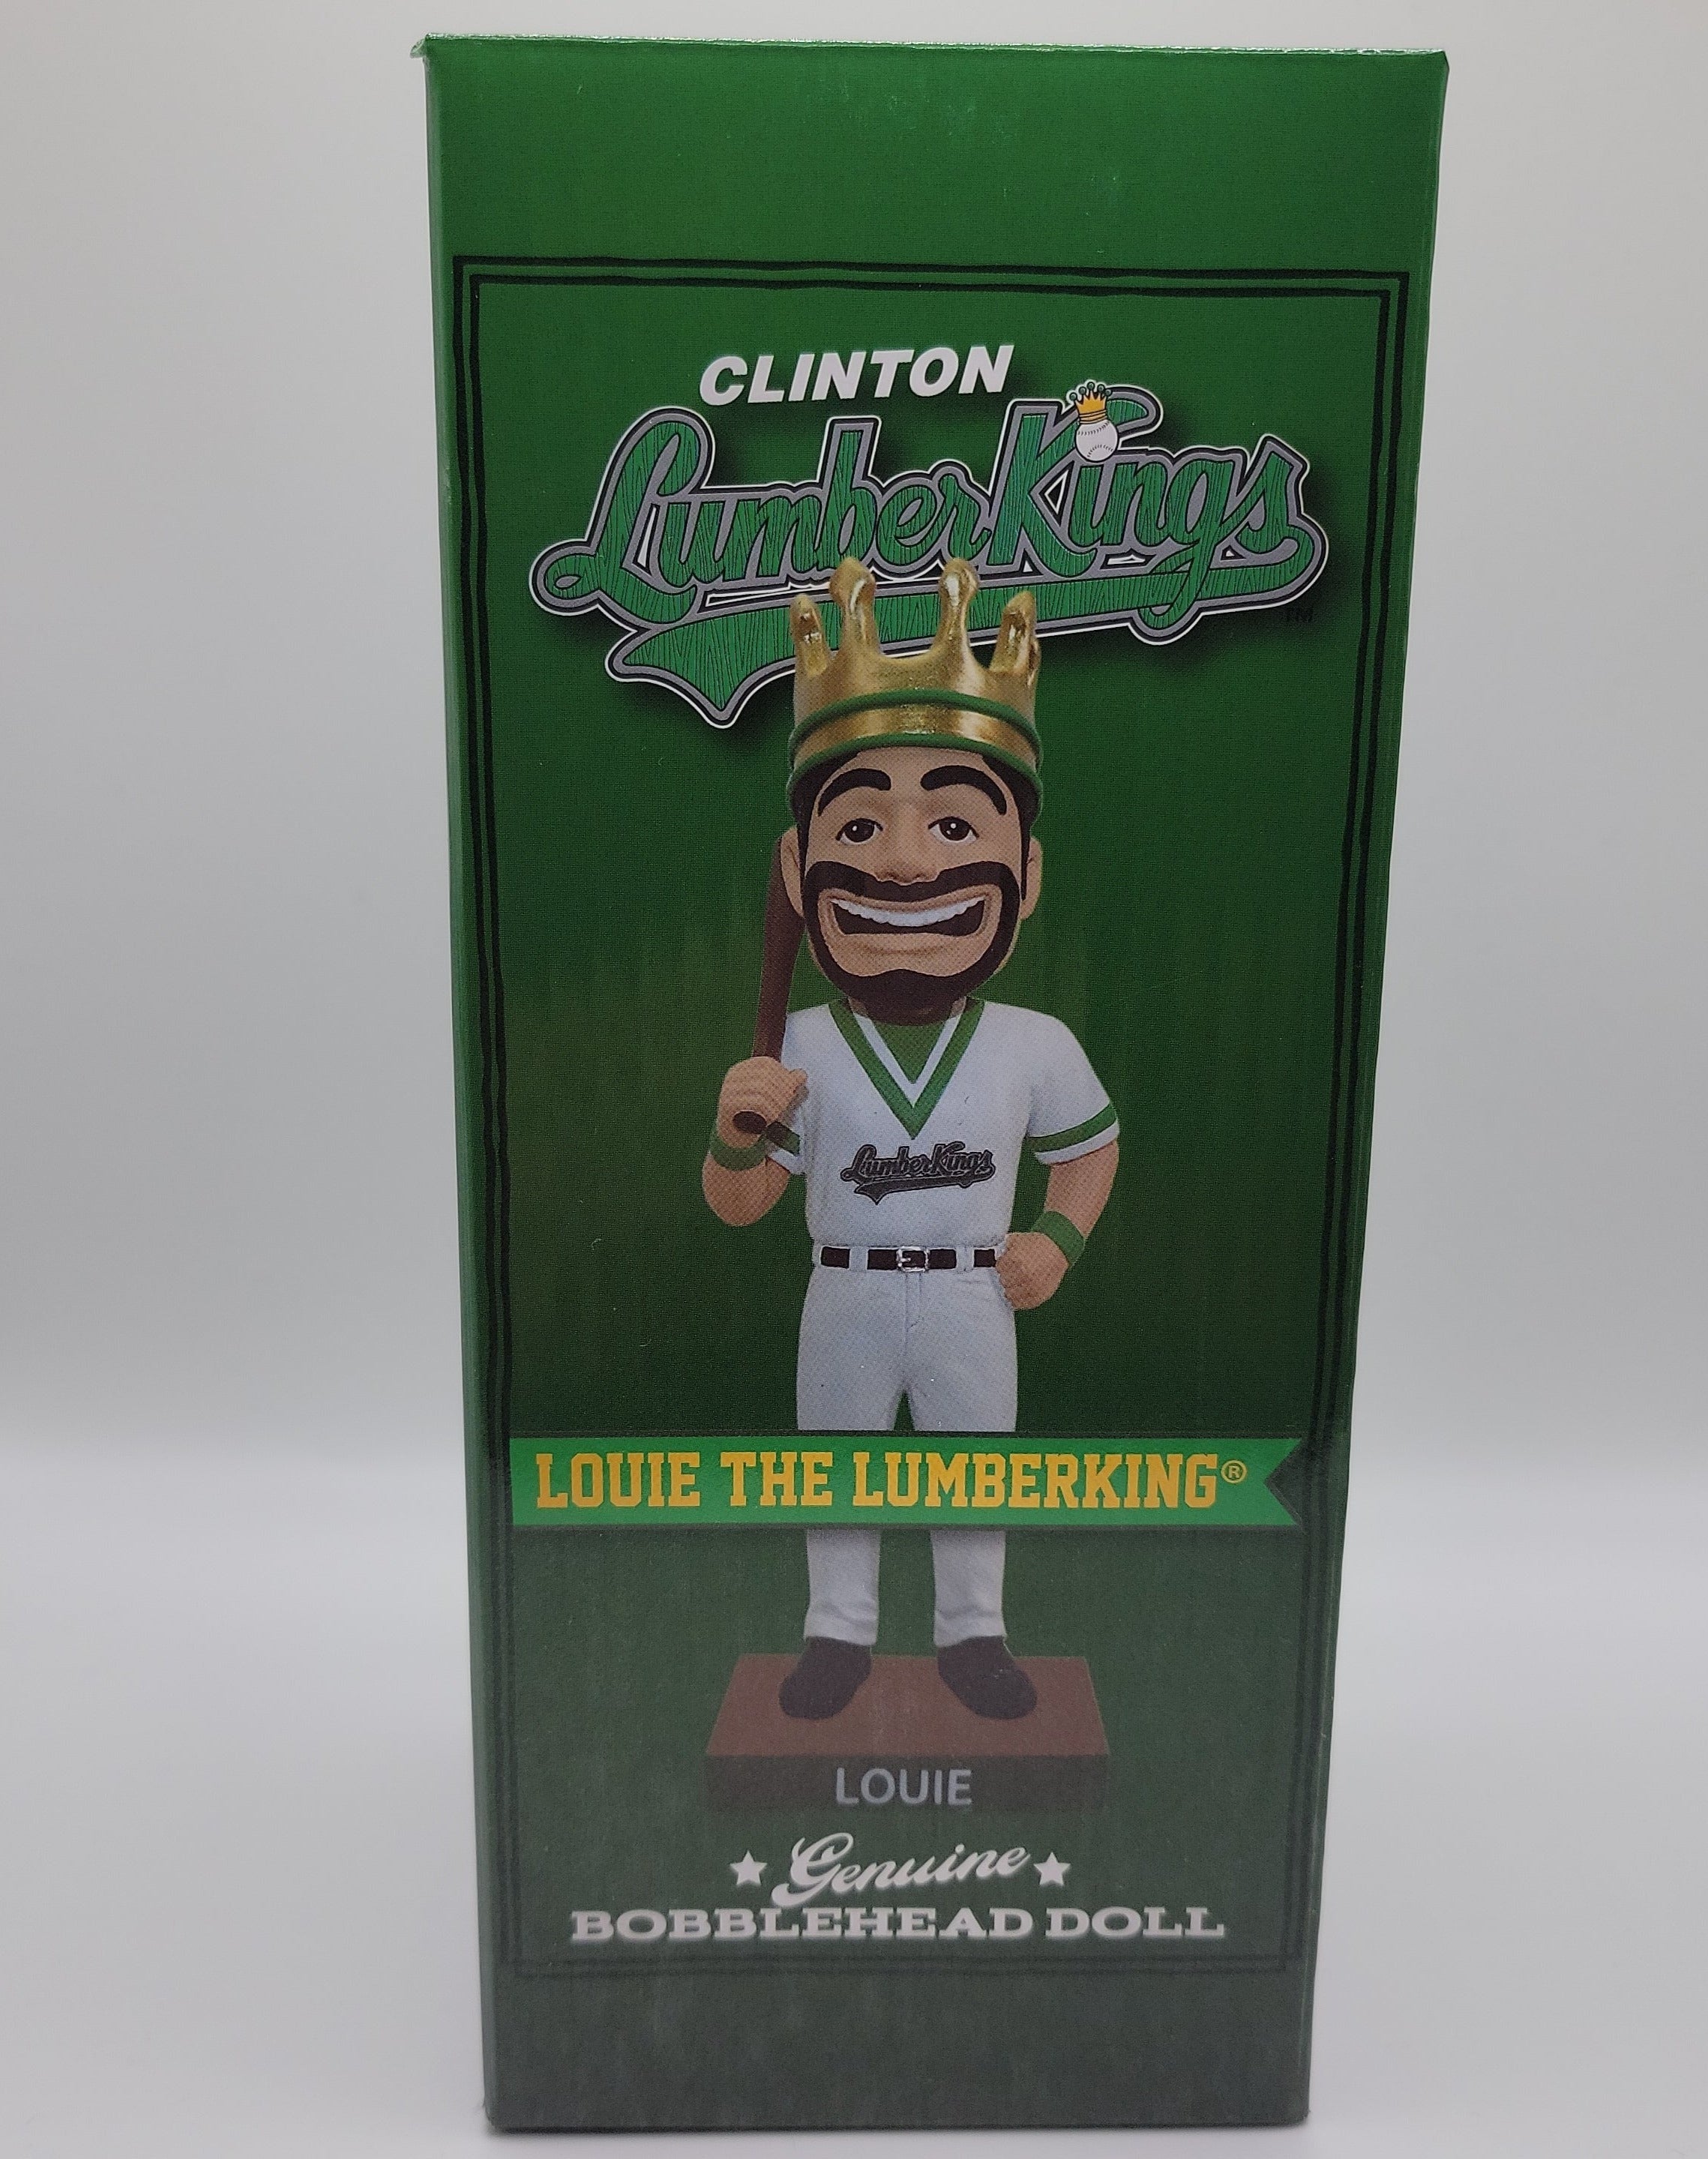 CLINTON
LumberKings
TM
LumberKings
LOUIE THE LUMBERKING®
LOUIE
Genuine
BOBBLEHEAD DOLL